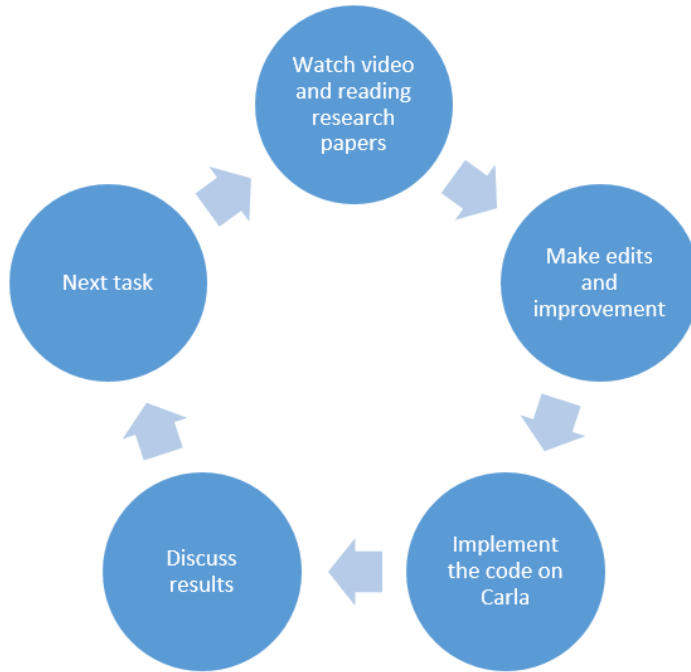 Watch video
and reading
research
papers
Make edits
and
improvement
Implement
the code on
Carla
Discuss
results
Next task